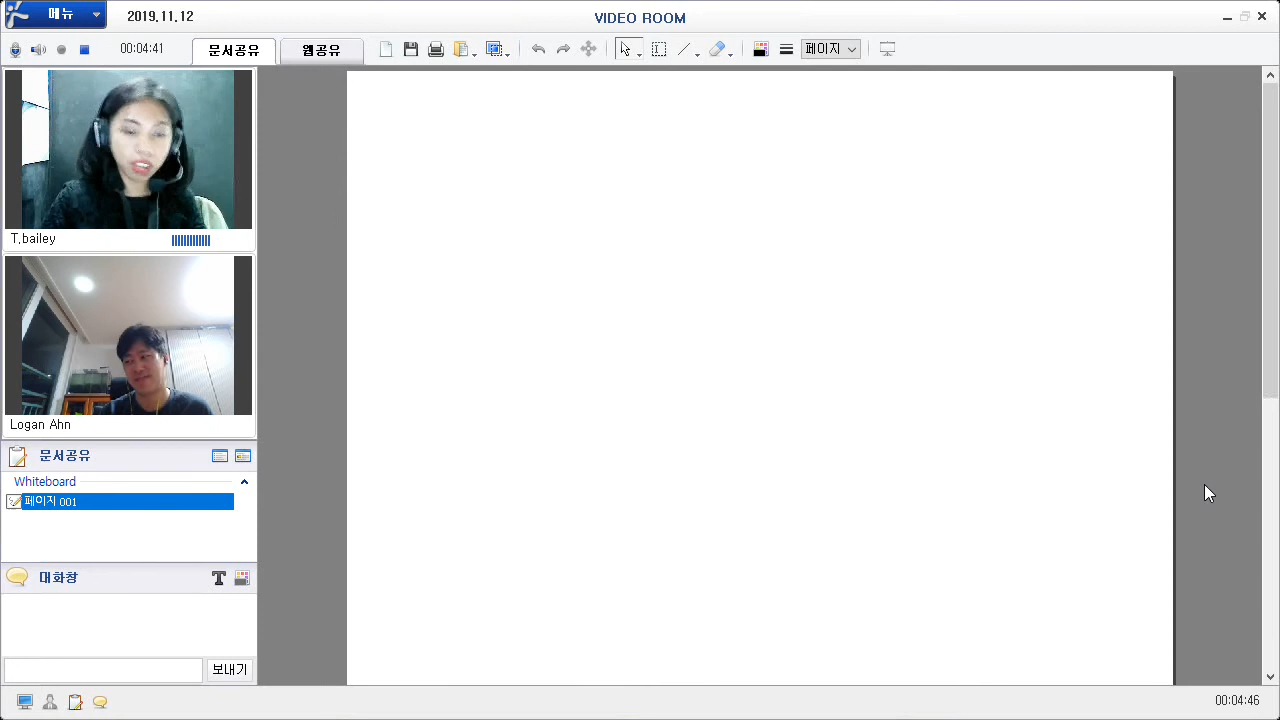 메뉴
2019.11.12
VIDEO ROOM
00:04:41
문서공유
웹공유
페이지
T.bailey
Logan Ahn
문서공유
Whiteboard
페이지 001
대화창
T
보내기
00:04:46